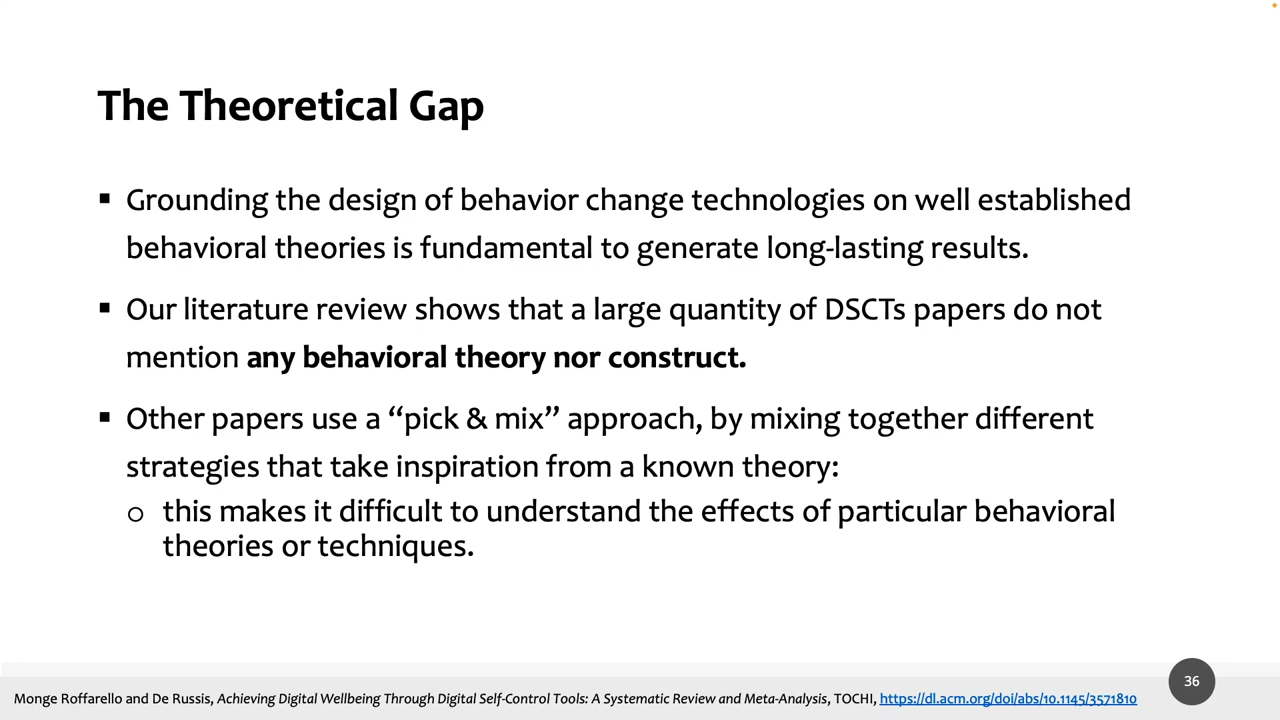 The Theoretical Gap
▪ Grounding the design of behavior change technologies on well established
behavioral theories is fundamental to generate long-lasting results.
▪ Our literature review shows that a large quantity of DSCTs papers do not
mention any behavioral theory nor construct.
▪ Other papers use a “pick & mix” approach, by mixing together different
strategies that take inspiration from a known theory:
o this makes it difficult to understand the effects of particular behavioral
theories or techniques.
36
Monge Roffarello and De Russis, Achieving Digital Wellbeing Through Digital Self-Control Tools: A Systematic Review and Meta-Analysis, TOCHI, https://dl.acm.org/doi/abs/10.1145/3571810